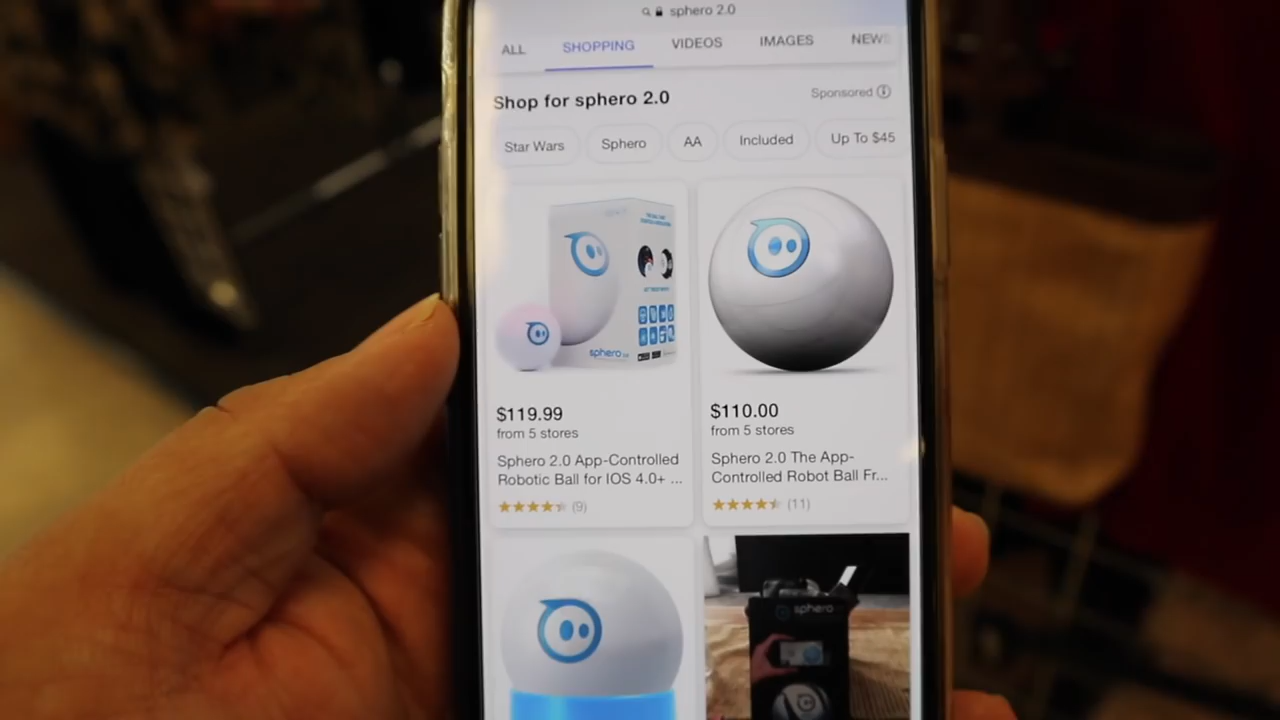 sphero 2.0
ALL SHOPPING VIDEOS IMAGES NEWS
Shop for sphero 2.0 Sponsored
Star Wars Sphero AA Included Up To $45
sphero
$119.99
from 5 stores
Sphero 2.0 App-Controlled
Robotic Ball for IOS 4.0+ ...
(9)
$110.00
from 5 stores
Sphero 2.0 The App-
Controlled Robot Ball Fr...
(11)
sphero